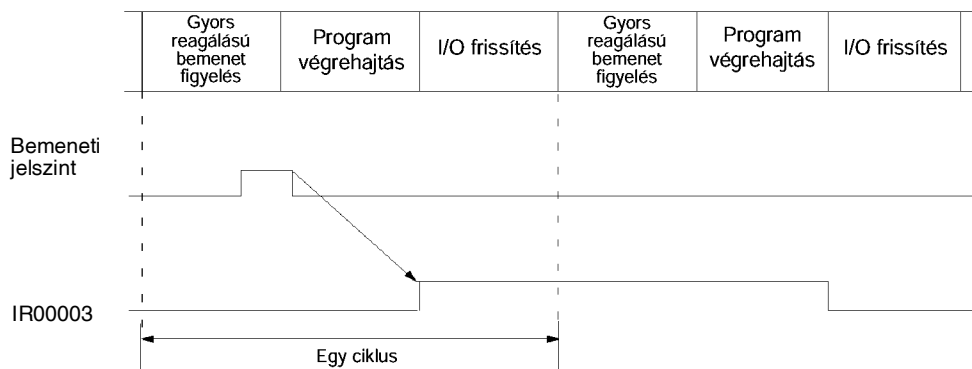 Gyors
reagálású
bemenet
figyelés
Program
végrehajtás
I/O frissítés
Gyors
reagálású
bemenet
figyelés
Program
végrehajtás
I/O frissítés
Bemeneti
jelszint
IR00003
Egy ciklus